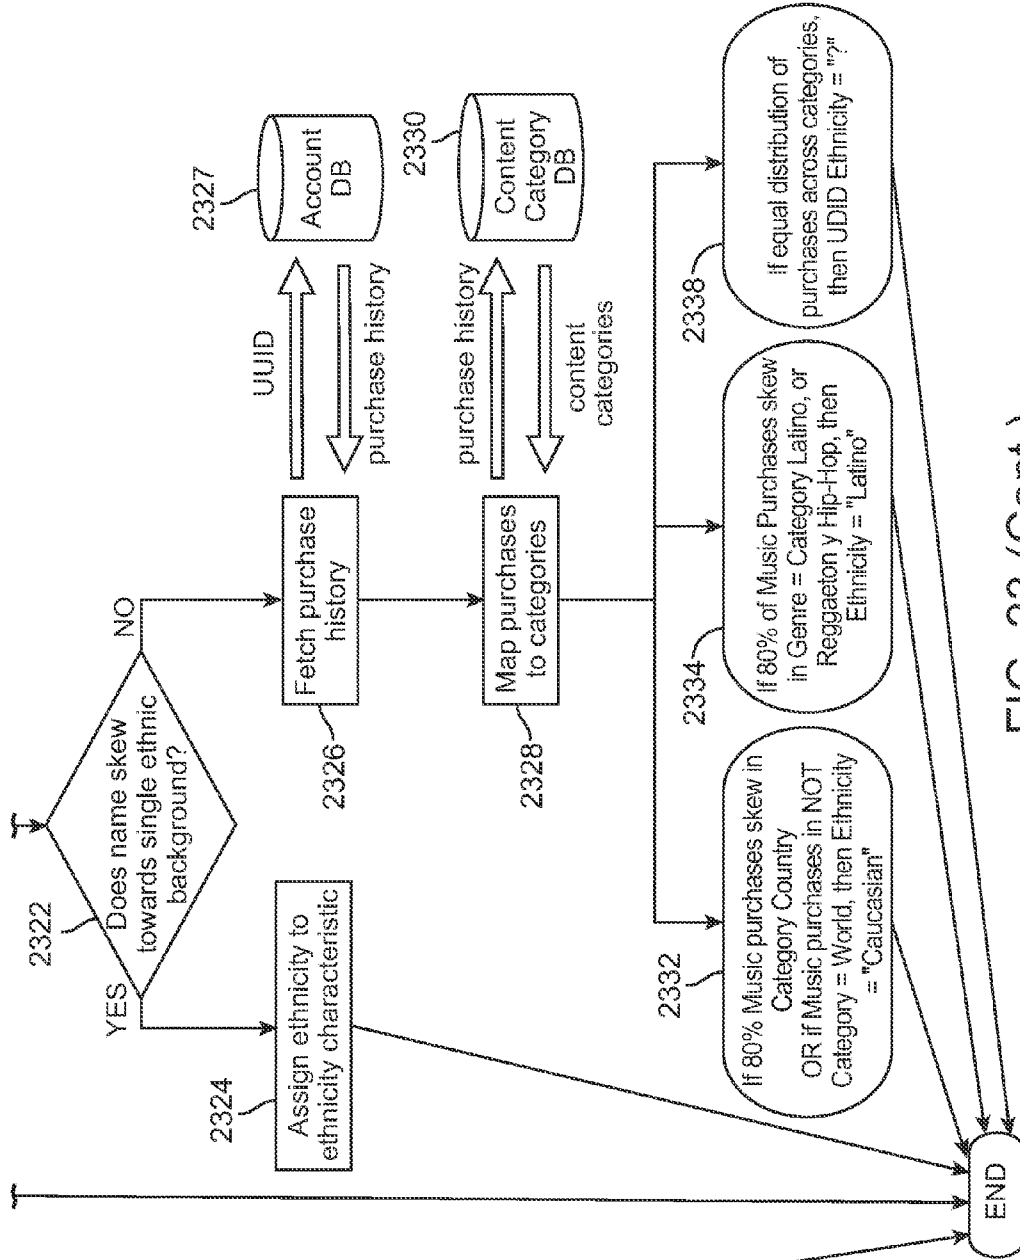 2322
Does name skew
towards single ethnic
background?
YES
NO
2324
Assign ethnicity to
ethnicity characteristic
Fetch purchase
history
2326
UUID
purchase history
2327
Account
DB
Map purchases
to categories
2328
purchase history
content
categories
2330
Content
Category
DB
2332
If 80% Music purchases skew in
Category Country
OR if Music purchases in NOT
Category = World, then Ethnicity
= "Caucasian"
2334
If 80% of Music Purchases skew
in Genre = Category Latino, or
Reggaeton y Hip-Hop, then
Ethnicity = "Latino"
2338
If equal distribution of
purchases across categories,
then UDID Ethnicity = "?"
END
FIG. 23 (Cont.)